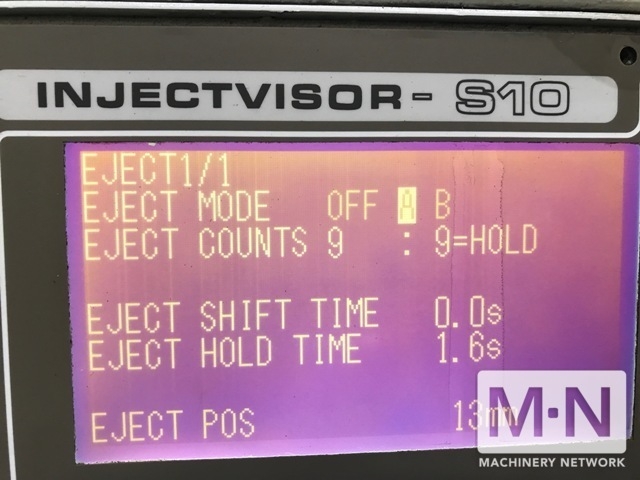 INJECTVISOR-S10
EJECT1/1
EJECT MODE OFF A B
EJECT COUNTS 9 : 9=HOLD
EJECT SHIFT TIME 0.0s
EJECT HOLD TIME 1.6s
EJECT POS 13mm
M·N
MACHINERY NETWORK